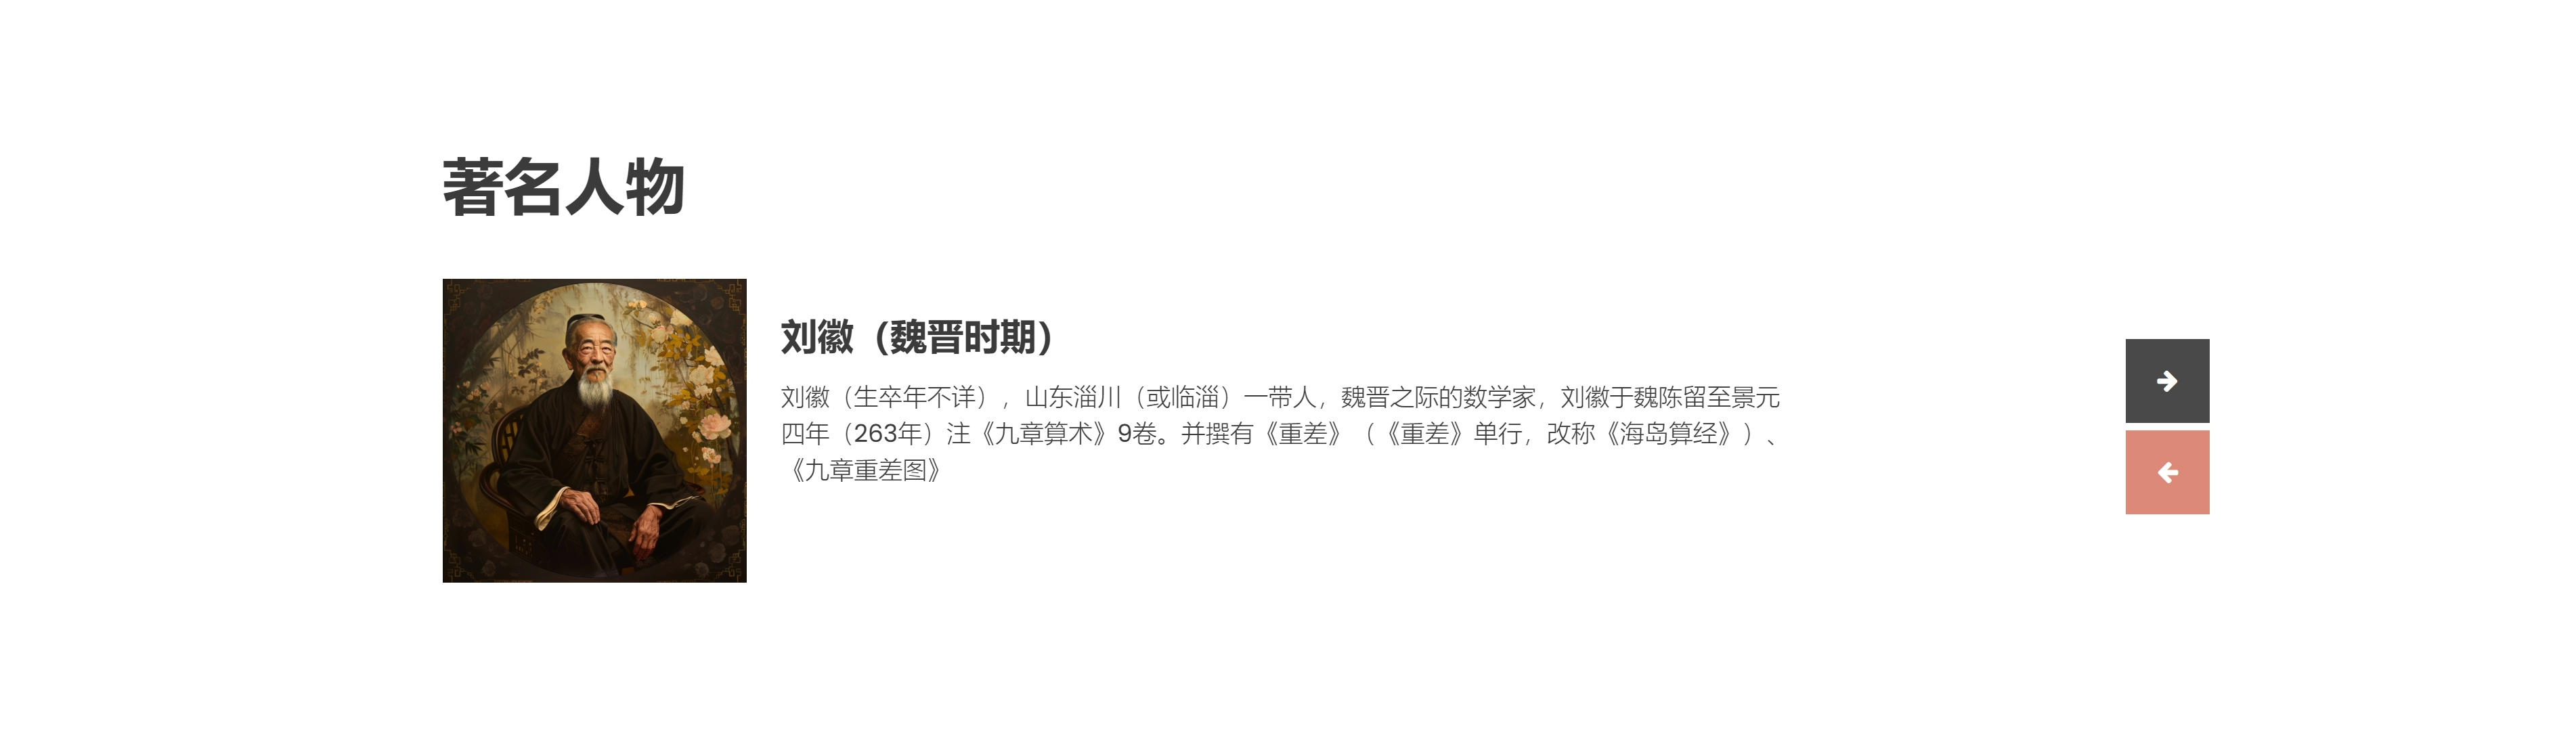 著名人物
刘徽（魏晋时期）
刘徽（生卒年不详），山东淄川（或临淄）一带人，魏晋之际的数学家，刘徽于魏陈留至景元
四年（263年）注《九章算术》9卷。并撰有《重差》（《重差》单行，改称《海岛算经》）、
《九章重差图》